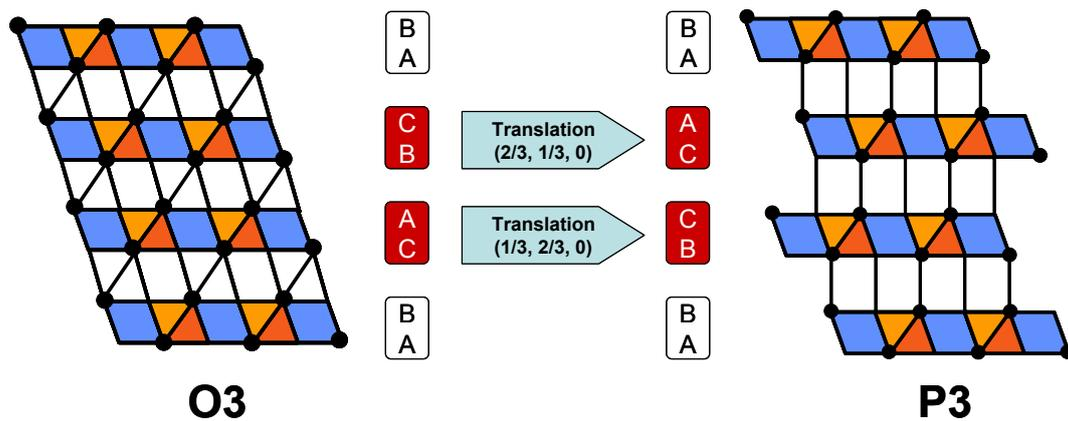 B
A
B
A
C
B
Translation
(2/3, 1/3, 0)
A
C
A
C
Translation
(1/3, 2/3, 0)
C
B
B
A
B
A
O3
P3